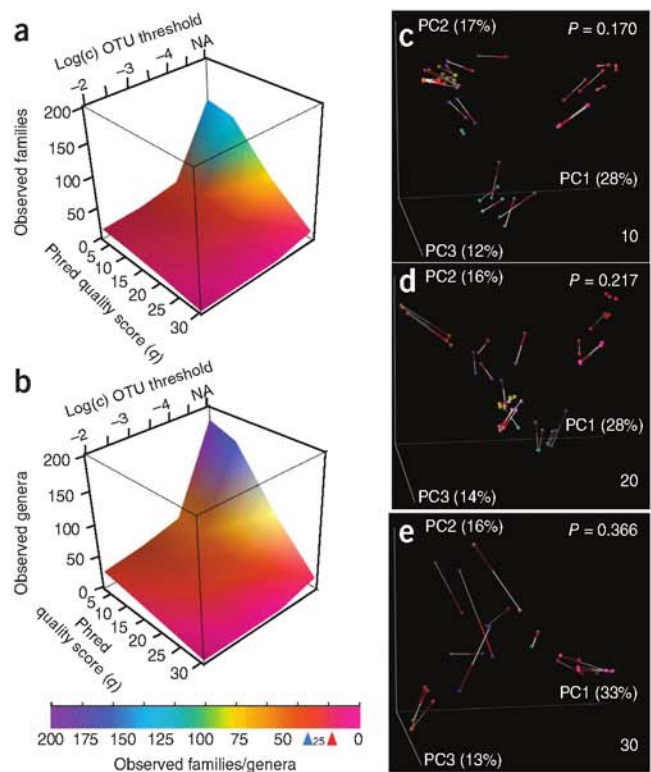 a
Log(c) OTU threshold
−2
−3
−4
NA
200
150
100
50
0
Observed families
5
10
15
20
25
30
Phred quality score (q)
b
Log(c) OTU threshold
−2
−3
−4
NA
200
150
100
50
0
Observed genera
5
10
15
20
25
30
Phred
quality score (q)
200 175 150 125 100 75 50 25 0
Observed families/genera
c
PC2 (17%)
P = 0.170
PC1 (28%)
10
PC3 (12%)
d
PC2 (16%)
P = 0.217
PC1 (28%)
20
PC3 (14%)
e
PC2 (16%)
P = 0.366
PC1 (33%)
30
PC3 (13%)